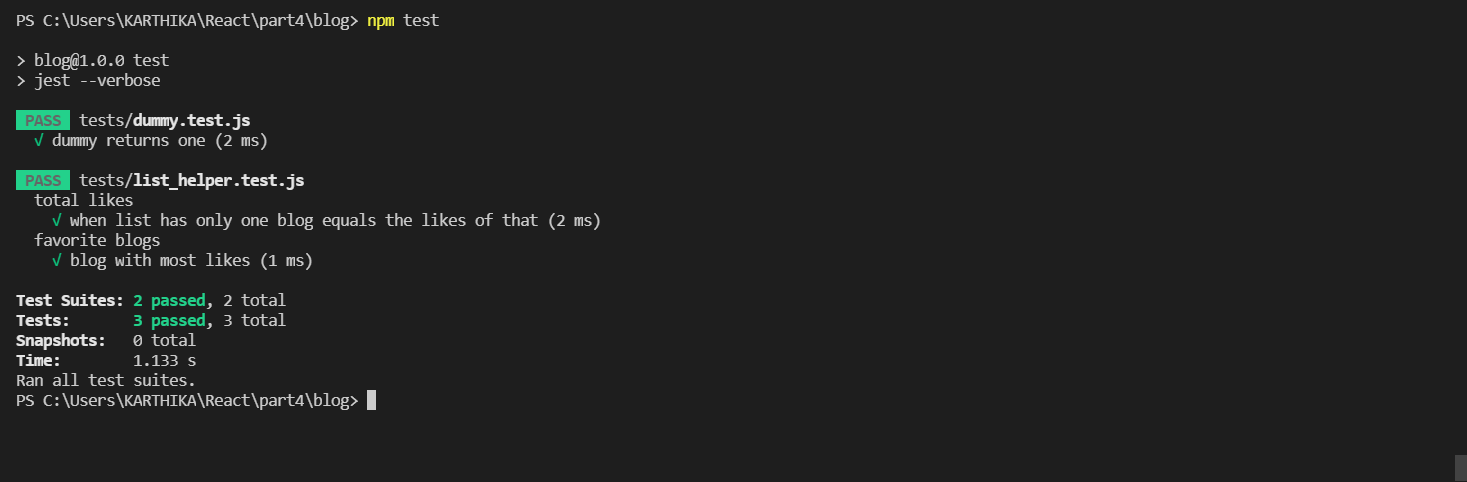 PS C:\Users\KARTHIKA\React\part4\blog> npm test
> blog@1.0.0 test
> jest --verbose
PASS tests/dummy.test.js
√ dummy returns one (2 ms)
PASS tests/list_helper.test.js
total likes
√ when list has only one blog equals the likes of that (2 ms)
favorite blogs
√ blog with most likes (1 ms)
Test Suites: 2 passed, 2 total
Tests: 3 passed, 3 total
Snapshots: 0 total
Time: 1.133 s
Ran all test suites.
PS C:\Users\KARTHIKA\React\part4\blog>